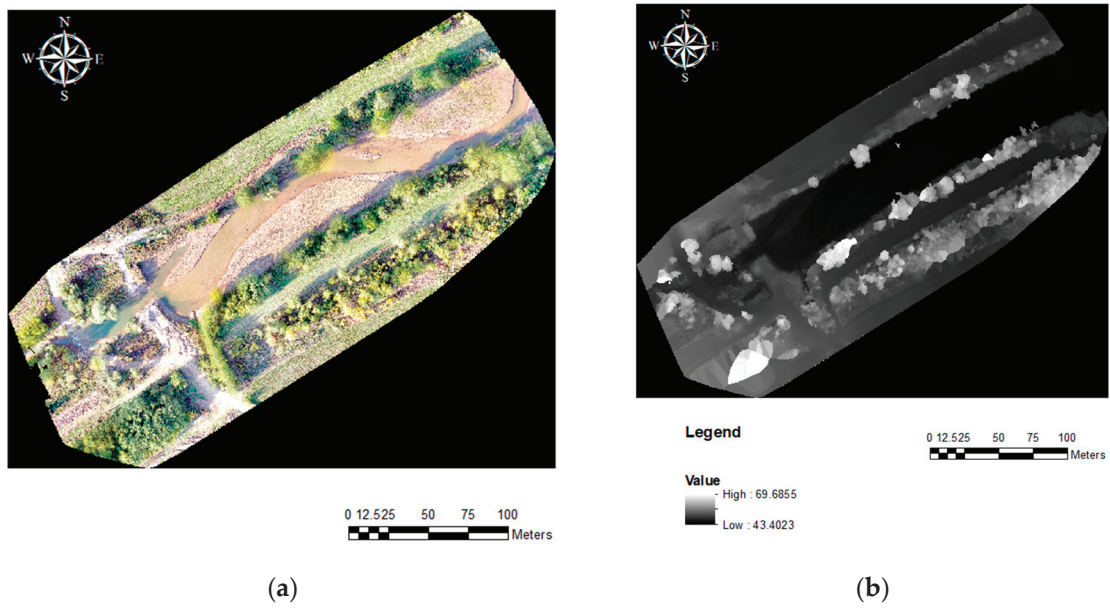 N
W E
S
0 12.525 50 75 100
Meters
(a)
N
W E
S
Legend
Value
High : 69.6855
Low : 43.4023
0 12.525 50 75 100
Meters
(b)